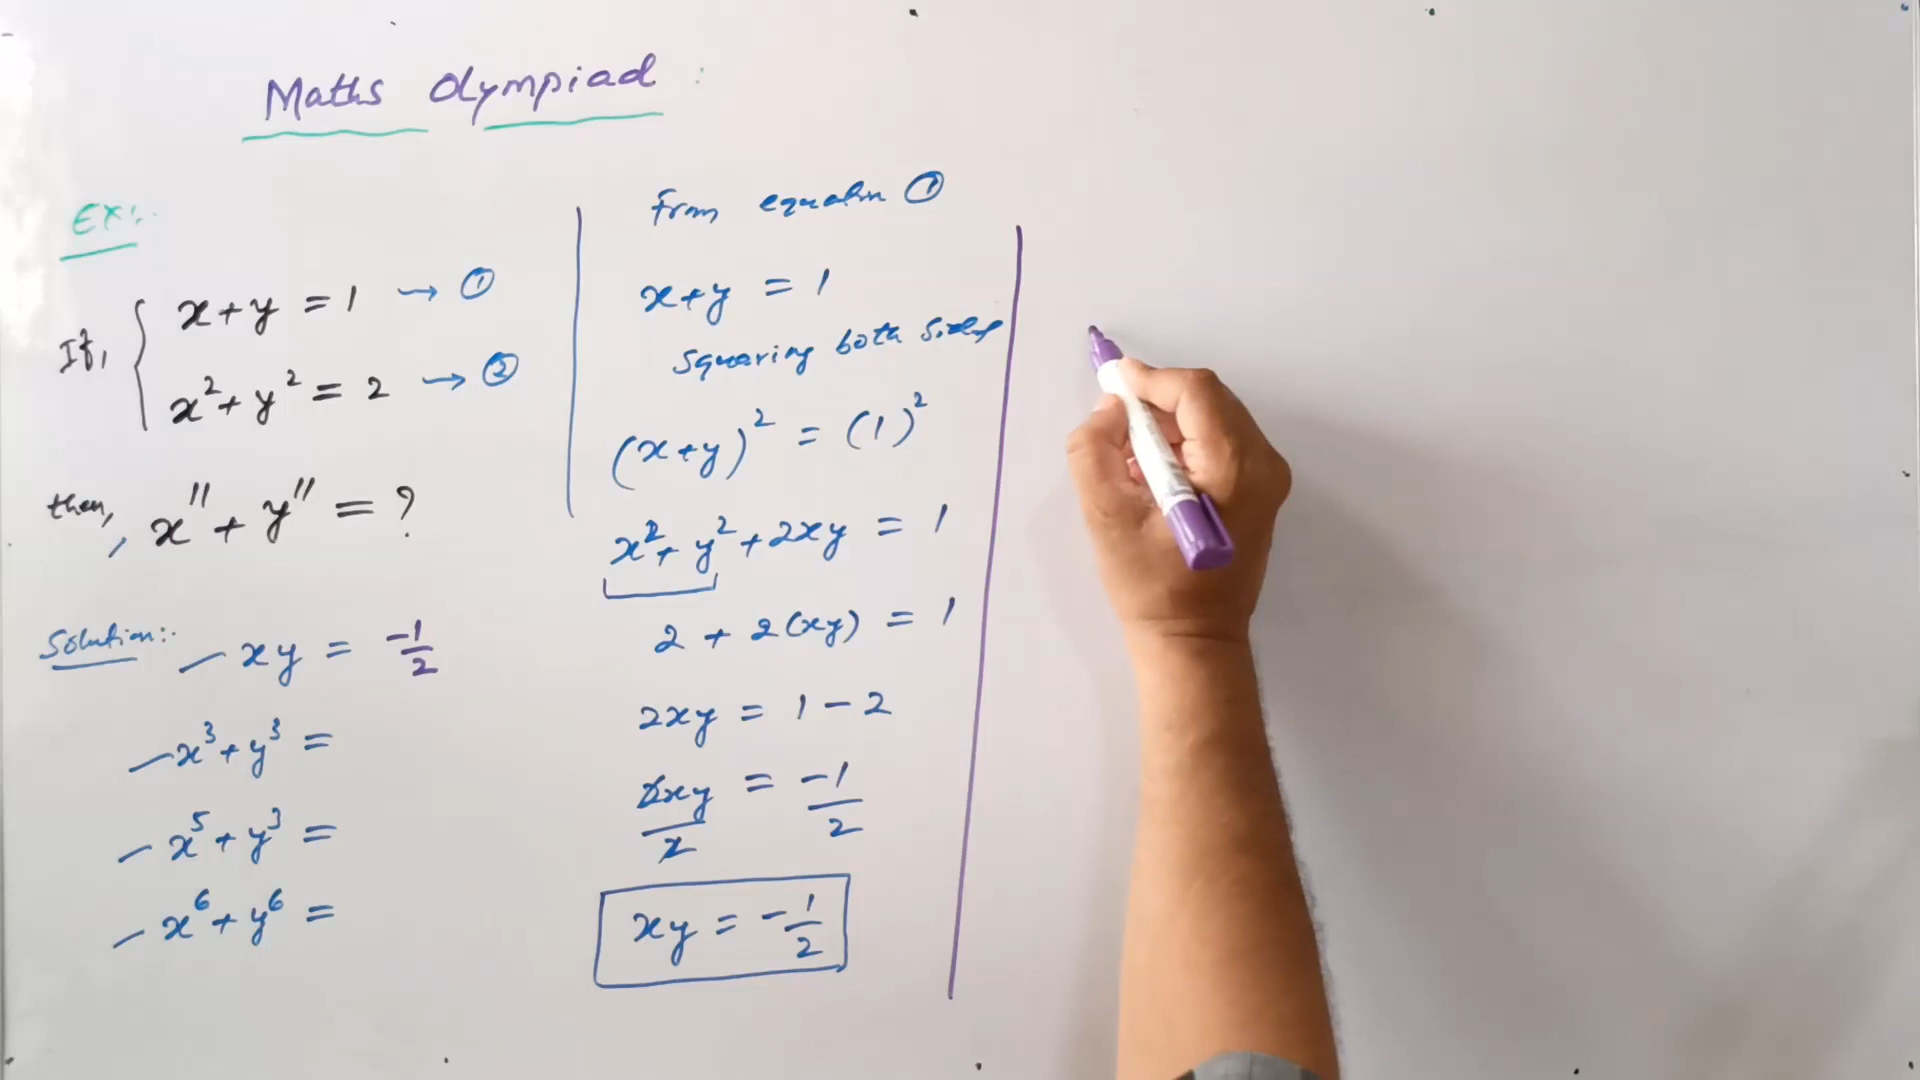 Maths Olympiad :
Ex:-
If, x+y = 1 → ①
x² + y² = 2 → ②
then, x¹¹ + y¹¹ = ?
Solution:- – xy = -1/2
– x³ + y³ =
– x⁵ + y³ =
– x⁶ + y⁶ =
From equation ①
x+y = 1
Squaring both sides
(x+y)² = (1)²
x² + y² + 2xy = 1
2 + 2(xy) = 1
2xy = 1 - 2
2xy/2 = -1/2
xy = -1/2